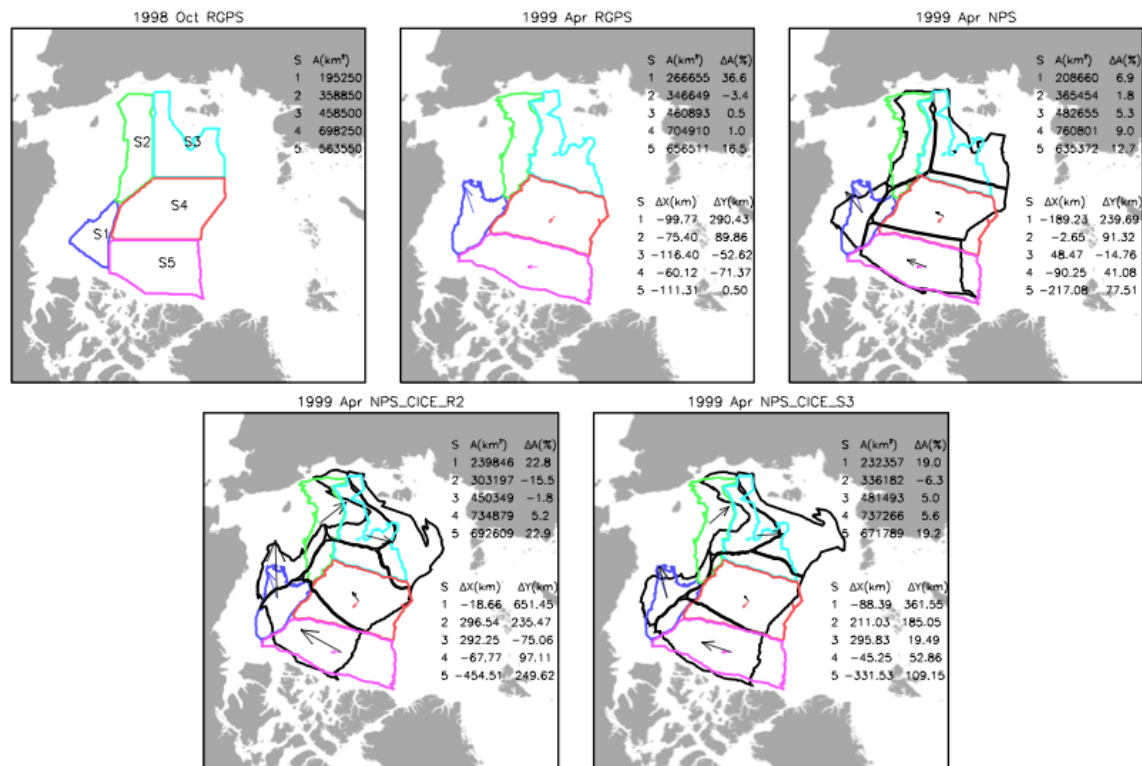 1998 Oct RGPS
S A(km²)
1 195250
2 358850
3 458500
4 698250
5 563550
S2 S3
S4
S1
S5
1999 Apr RGPS
S A(km²) ΔA(%)
1 266655 36.6
2 346649 −3.4
3 460893 0.5
4 704910 1.0
5 656511 16.5
S ΔX(km) ΔY(km)
1 −99.77 290.43
2 −75.40 89.86
3 −116.40 −52.62
4 −60.12 −71.37
5 −111.31 0.50
1999 Apr NPS
S A(km²) ΔA(%)
1 208660 6.9
2 365454 1.8
3 482655 5.3
4 760801 9.0
5 635372 12.7
S ΔX(km) ΔY(km)
1 −189.23 239.69
2 −2.65 91.32
3 48.47 −14.76
4 −90.25 41.08
5 −217.08 77.51
1999 Apr NPS_CICE_R2
S A(km²) ΔA(%)
1 239846 22.8
2 303197 −15.5
3 450349 −1.8
4 734879 5.2
5 692609 22.9
S ΔX(km) ΔY(km)
1 −18.66 651.45
2 296.54 235.47
3 292.25 −75.06
4 −67.77 97.11
5 −454.51 249.62
1999 Apr NPS_CICE_S3
S A(km²) ΔA(%)
1 232357 19.0
2 336182 −6.3
3 481493 5.0
4 737266 5.6
5 671789 19.2
S ΔX(km) ΔY(km)
1 −88.39 361.55
2 211.03 185.05
3 295.83 19.49
4 −45.25 52.86
5 −331.53 109.15